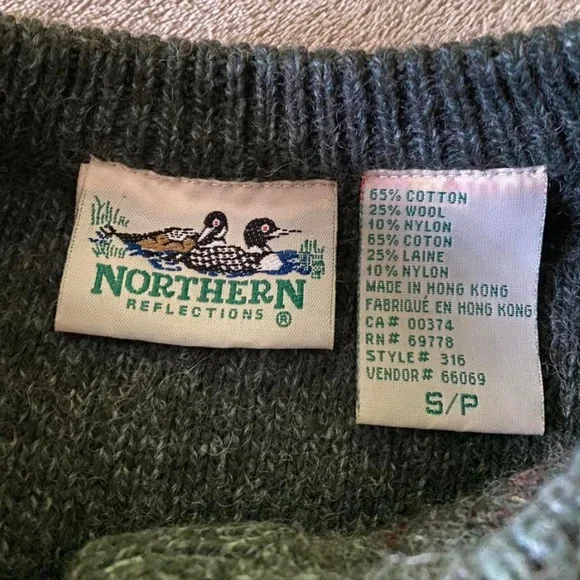 NORTHERN
REFLECTIONS ®
65% COTTON
25% WOOL
10% NYLON
65% COTON
25% LAINE
10% NYLON
MADE IN HONG KONG
FABRIQUÉ EN HONG KONG
CA# 00374
RN# 69778
STYLE# 316
VENDOR# 66069
S/P